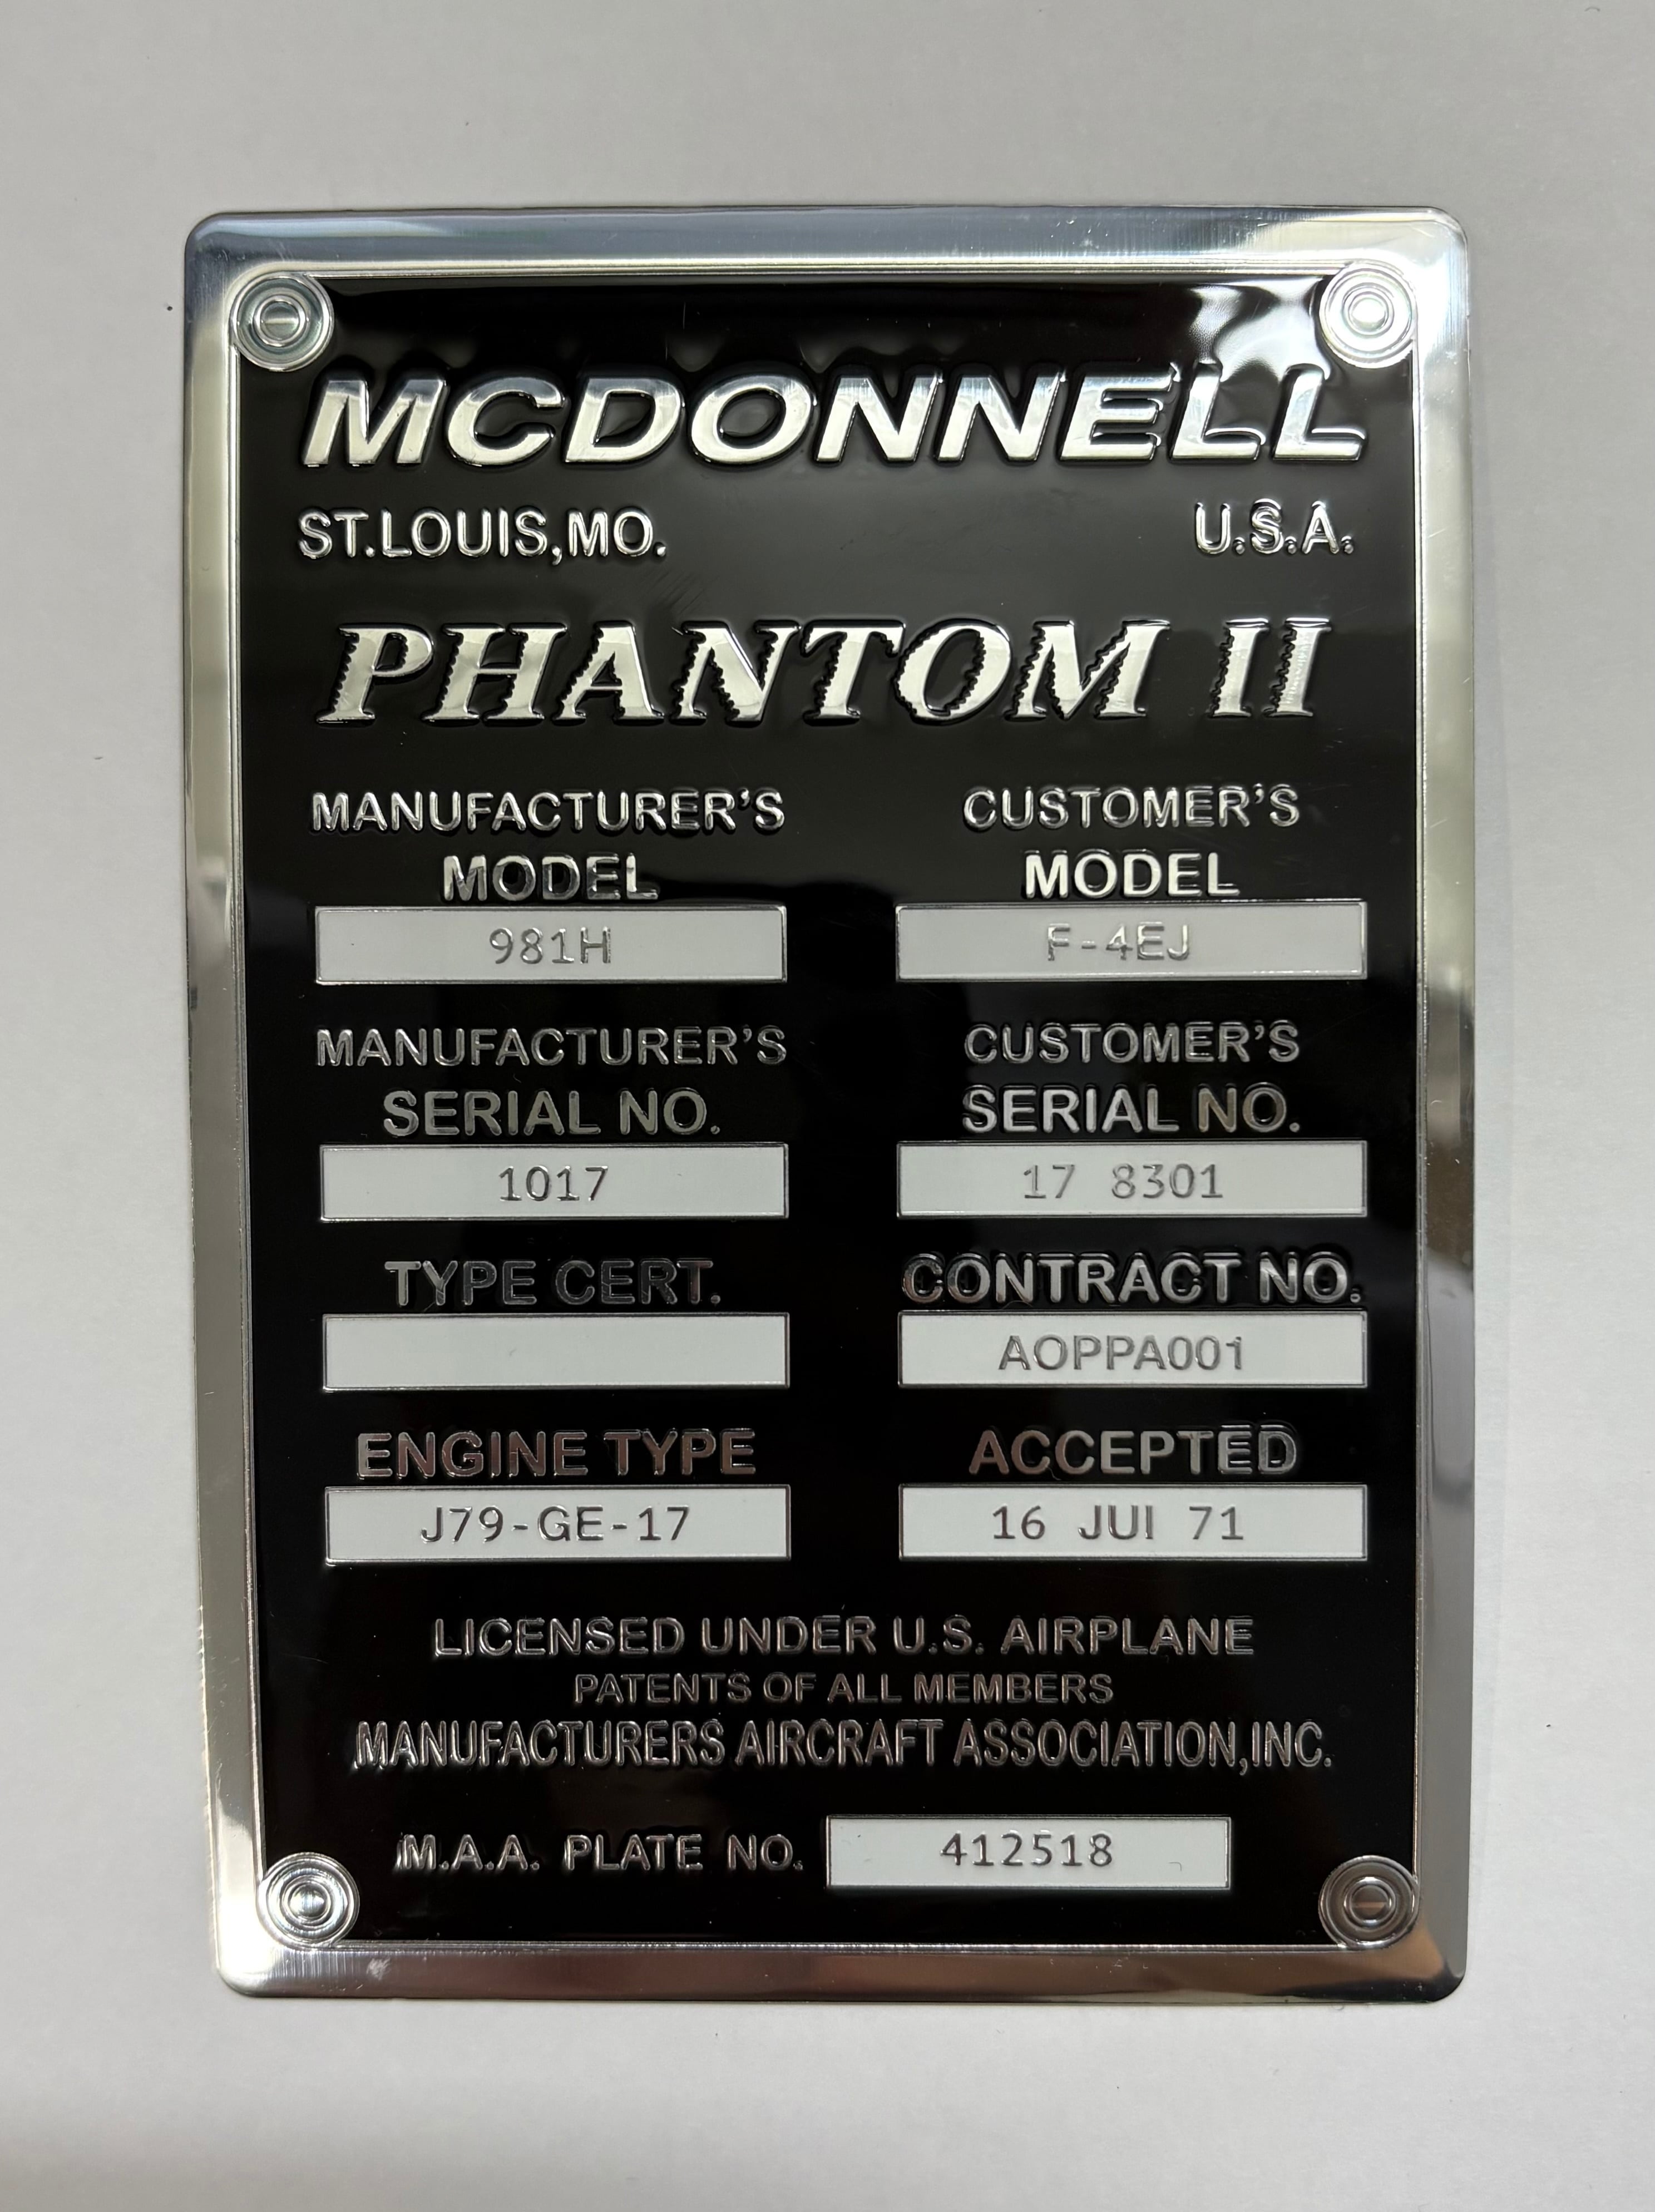 MCDONNELL
ST.LOUIS,MO. U.S.A.
PHANTOM II
MANUFACTURER'S
MODEL
981H
CUSTOMER'S
MODEL
F-4EJ
MANUFACTURER'S
SERIAL NO.
1017
CUSTOMER'S
SERIAL NO.
17 8301
TYPE CERT.
CONTRACT NO.
AOPPA001
ENGINE TYPE
J79-GE-17
ACCEPTED
16 JUI 71
LICENSED UNDER U.S. AIRPLANE
PATENTS OF ALL MEMBERS
MANUFACTURERS AIRCRAFT ASSOCIATION,INC.
M.A.A. PLATE NO. 412518